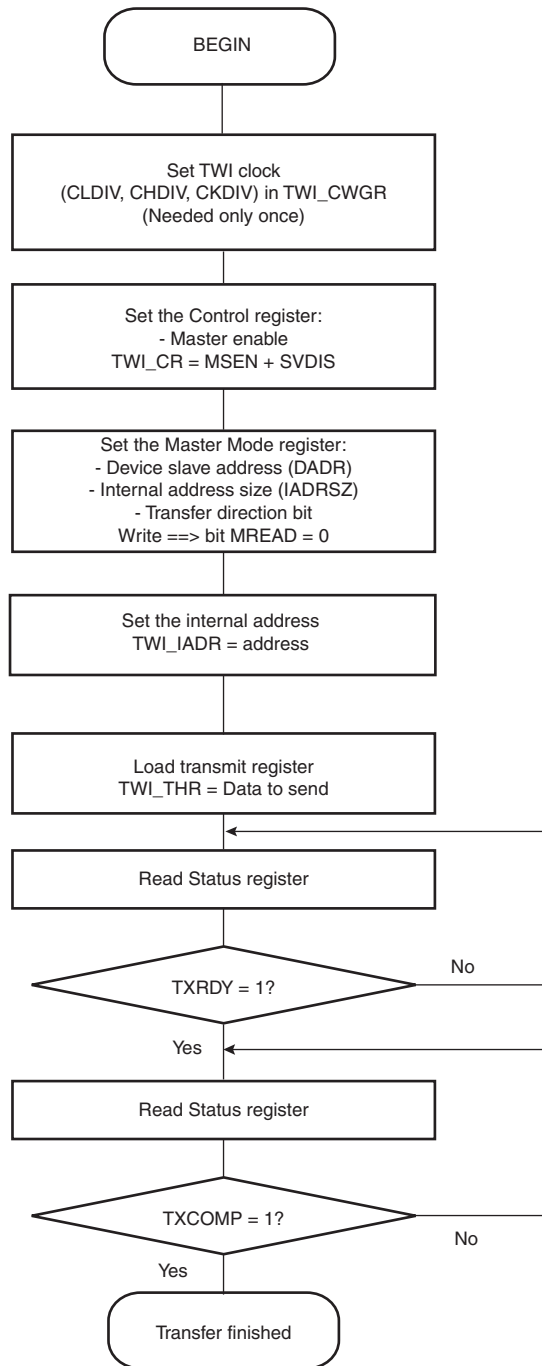 BEGIN
Set TWI clock
(CLDIV, CHDIV, CKDIV) in TWI_CWGR
(Needed only once)
Set the Control register:
- Master enable
TWI_CR = MSEN + SVDIS
Set the Master Mode register:
- Device slave address (DADR)
- Internal address size (IADRSZ)
- Transfer direction bit
Write ==> bit MREAD = 0
Set the internal address
TWI_IADR = address
Load transmit register
TWI_THR = Data to send
Read Status register
No
TXRDY = 1?
Yes
Read Status register
TXCOMP = 1?
No
Yes
Transfer finished